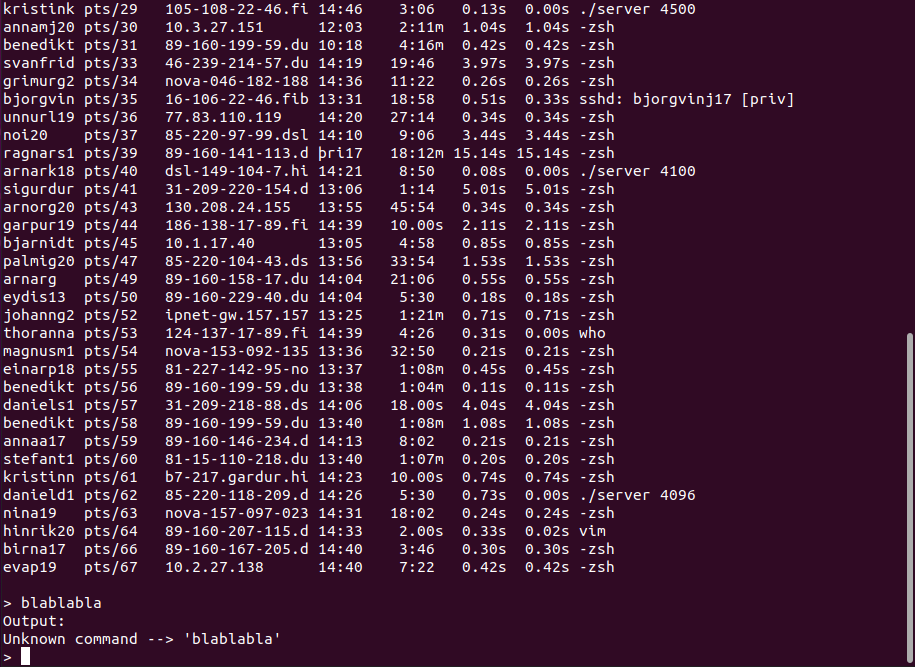 kristink pts/29   105-108-22-46.fi 14:46    3:06   0.13s  0.00s ./server 4500
annamj20 pts/30   10.3.27.151      12:03    2:11m  1.04s  1.04s -zsh
benedikt pts/31   89-160-199-59.du 10:18    4:16m  0.42s  0.42s -zsh
svanfrid pts/33   46-239-214-57.du 14:19   19:46   3.97s  3.97s -zsh
grimurg2 pts/34   nova-046-182-188 14:36   11:22   0.26s  0.26s -zsh
bjorgvin pts/35   16-106-22-46.fib 13:31   18:58   0.51s  0.33s sshd: bjorgvinj17 [priv]
unnurl19 pts/36   77.83.110.119    14:20   27:14   0.34s  0.34s -zsh
noi20    pts/37   85-220-97-99.dsl 14:10    9:06   3.44s  3.44s -zsh
ragnars1 pts/39   89-160-141-113.d þri17   18:12m 15.14s 15.14s -zsh
arnark18 pts/40   dsl-149-104-7.hi 14:21    8:50   0.08s  0.00s ./server 4100
sigurdur pts/41   31-209-220-154.d 13:06    1:14   5.01s  5.01s -zsh
arnorg20 pts/43   130.208.24.155   13:55   45:54   0.34s  0.34s -zsh
garpur19 pts/44   186-138-17-89.fi 14:39   10.00s  2.11s  2.11s -zsh
bjarnidt pts/45   10.1.17.40       13:05    4:58   0.85s  0.85s -zsh
palmig20 pts/47   85-220-104-43.ds 13:56   33:54   1.53s  1.53s -zsh
arnarg   pts/49   89-160-158-17.du 14:04   21:06   0.55s  0.55s -zsh
eydis13  pts/50   89-160-229-40.du 14:04    5:30   0.18s  0.18s -zsh
johanng2 pts/52   ipnet-gw.157.157 13:25    1:21m  0.71s  0.71s -zsh
thoranna pts/53   124-137-17-89.fi 14:39    4:26   0.31s  0.00s who
magnusm1 pts/54   nova-153-092-135 13:36   32:50   0.21s  0.21s -zsh
einarp18 pts/55   81-227-142-95-no 13:37    1:08m  0.45s  0.45s -zsh
benedikt pts/56   89-160-199-59.du 13:38    1:04m  0.11s  0.11s -zsh
daniels1 pts/57   31-209-218-88.ds 14:06   18.00s  4.04s  4.04s -zsh
benedikt pts/58   89-160-199-59.du 13:40    1:08m  1.08s  1.08s -zsh
annaa17  pts/59   89-160-146-234.d 14:13    8:02   0.21s  0.21s -zsh
stefant1 pts/60   81-15-110-218.du 13:40    1:07m  0.20s  0.20s -zsh
kristinn pts/61   b7-217.gardur.hi 14:23   10.00s  0.74s  0.74s -zsh
danield1 pts/62   85-220-118-209.d 14:26    5:30   0.73s  0.00s ./server 4096
nina19   pts/63   nova-157-097-023 14:31   18:02   0.24s  0.24s -zsh
hinrik20 pts/64   89-160-207-115.d 14:33    2.00s  0.33s  0.02s vim
birna17  pts/66   89-160-167-205.d 14:40    3:46   0.30s  0.30s -zsh
evap19   pts/67   10.2.27.138      14:40    7:22   0.42s  0.42s -zsh
> blablabla
Output:
Unknown command --> 'blablabla'
>